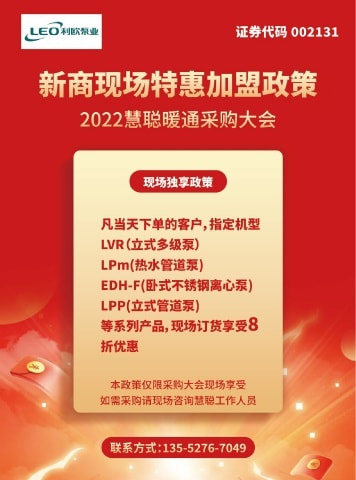 LEO 利欧泵业
证券代码 002131
新商现场特惠加盟政策
2022慧聪暖通采购大会
现场独享政策
凡当天下单的客户，指定机型
LVR（立式多级泵）
LPm(热水管道泵)
EDH-F(卧式不锈钢离心泵)
LPP(立式管道泵)
等系列产品，现场订货享受8
折优惠
本政策仅限采购大会现场享受
如需采购请现场咨询慧聪工作人员
联系方式：135-5276-7049